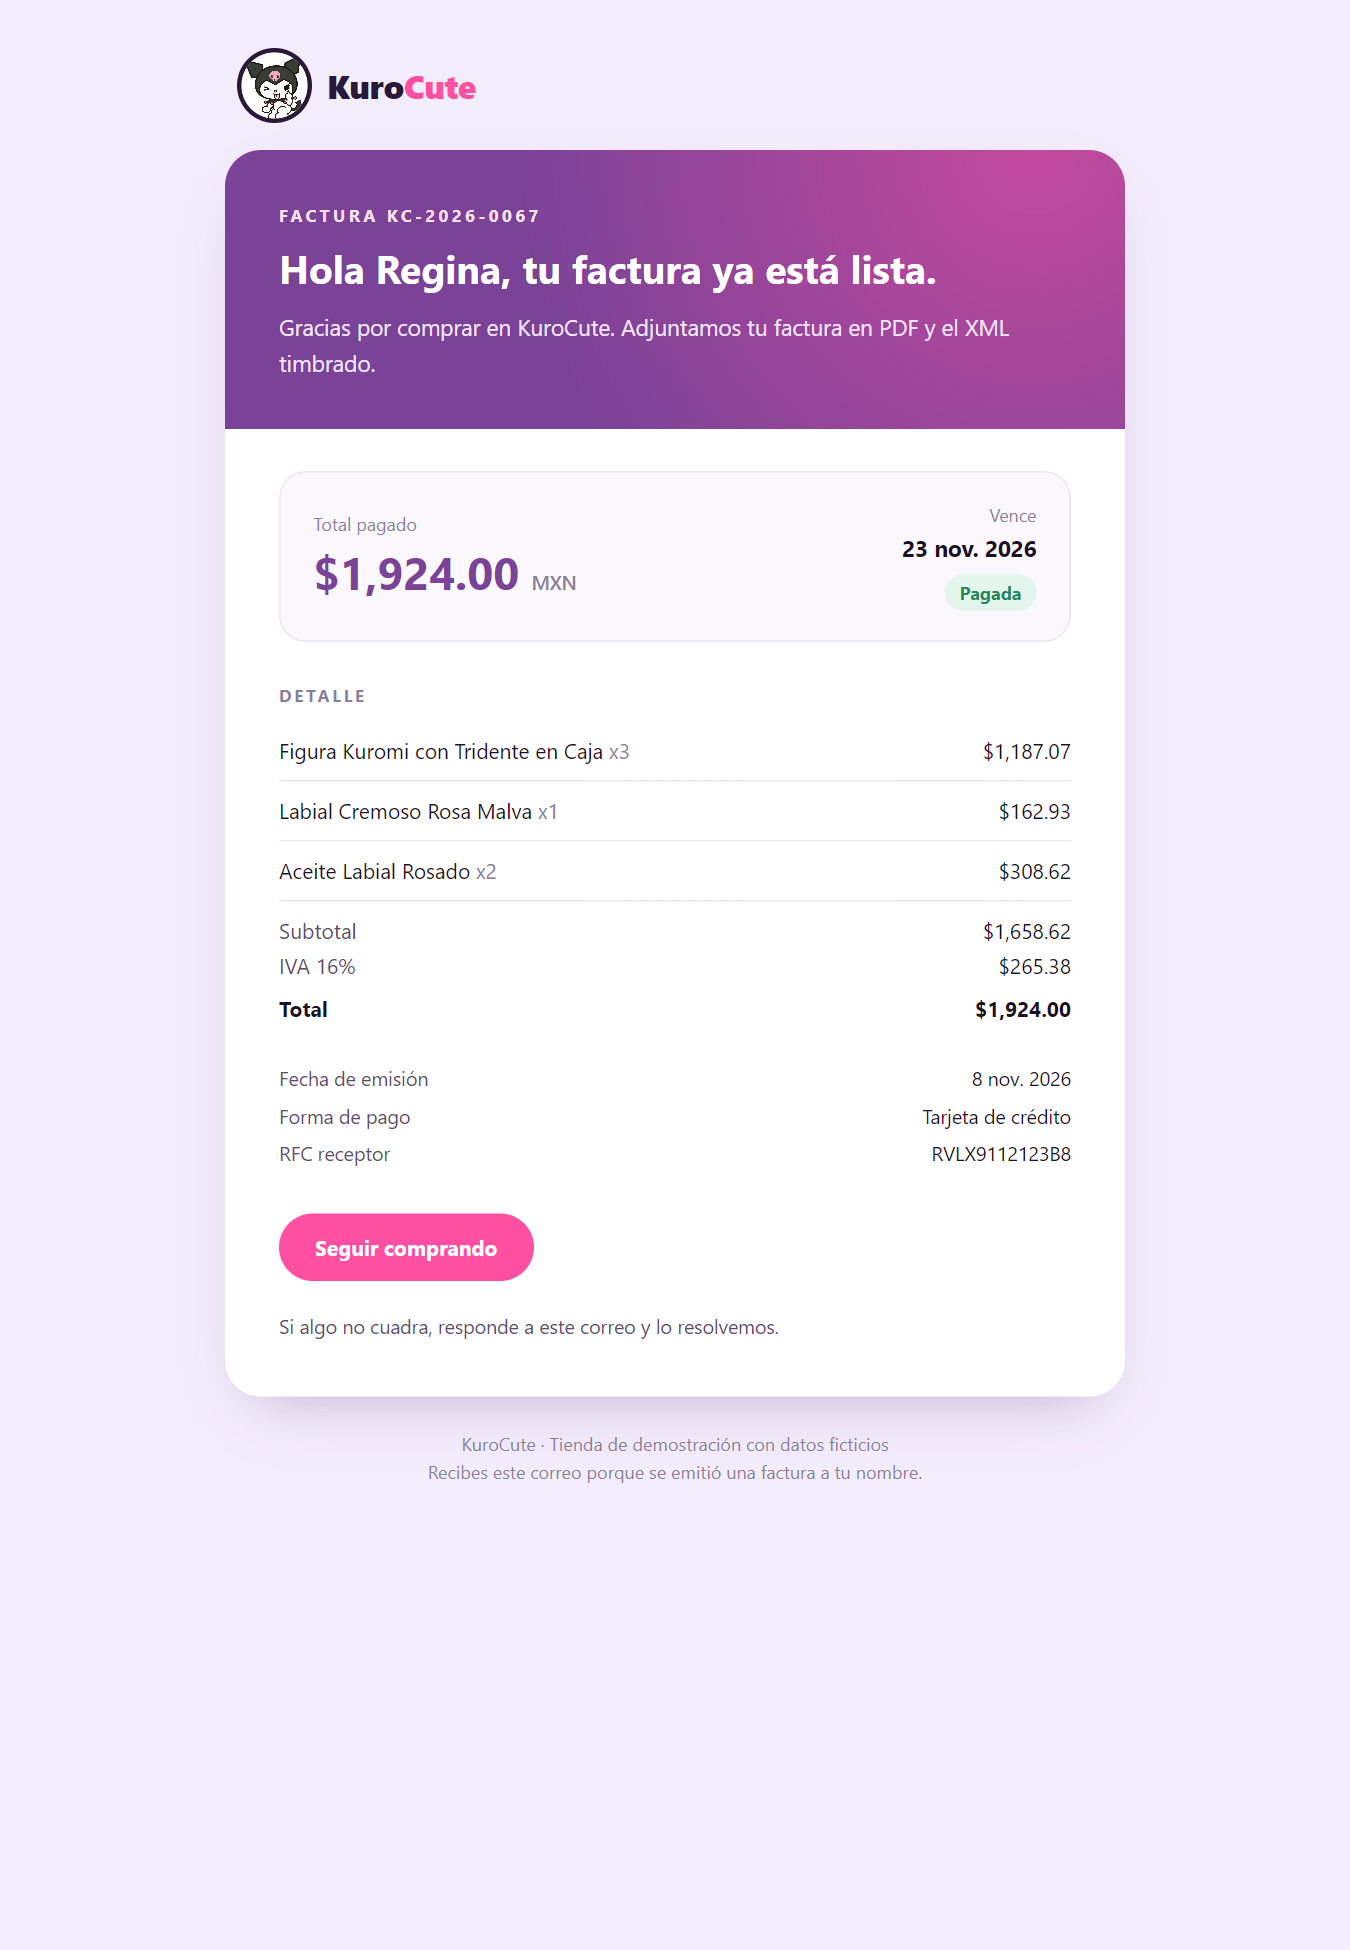 KuroCute
FACTURA KC-2026-0067
Hola Regina, tu factura ya está lista.
Gracias por comprar en KuroCute. Adjuntamos tu factura en PDF y el XML
timbrado.
Total pagado
$1,924.00 MXN
Vence
23 nov. 2026
Pagada
DETALLE
Figura Kuromi con Tridente en Caja x3 $1,187.07
Labial Cremoso Rosa Malva x1 $162.93
Aceite Labial Rosado x2 $308.62
Subtotal $1,658.62
IVA 16% $265.38
Total $1,924.00
Fecha de emisión 8 nov. 2026
Forma de pago Tarjeta de crédito
RFC receptor RVLX9112123B8
Seguir comprando
Si algo no cuadra, responde a este correo y lo resolvemos.
KuroCute · Tienda de demostración con datos ficticios
Recibes este correo porque se emitió una factura a tu nombre.